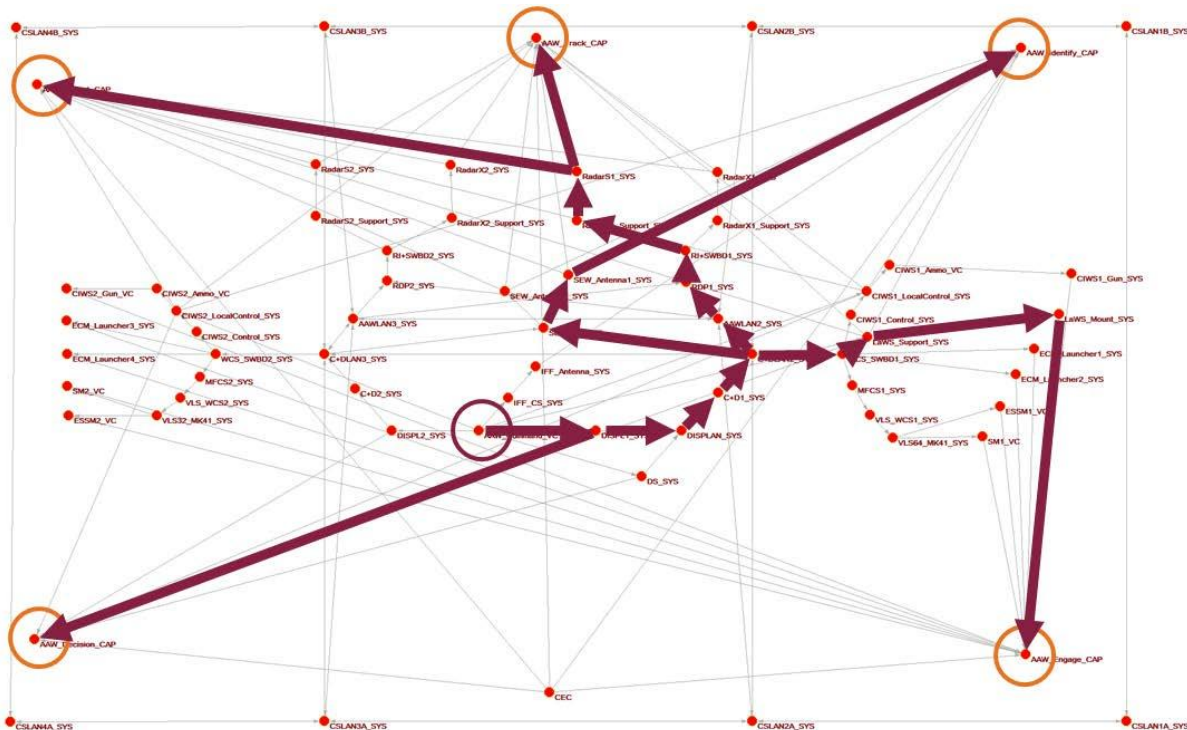 CSLAN4B_SYS
CSLAN3B_SYS
CSLAN2B_SYS
CSLAN1B_SYS
AAW_Identify_CAP
RadarS2_SYS
RadarX2_SYS
RadarS1_SYS
RadarS2_Support_SYS
RadarX2_Support_SYS
RadarX1_Support_SYS
RI+SWBD2_SYS
RI+SWBD1_SYS
CIWS1_Ammo_VC
CIWS1_Gun_VC
SEW_Antenna1_SYS
RDP2_SYS
RDP1_SYS
CIWS2_Gun_VC
CIWS2_Ammo_VC
CIWS1_LocalControl_SYS
CIWS2_LocalControl_SYS
CIWS1_Control_SYS
LaWS_Mount_SYS
ECM_Launcher3_SYS
AAWLAN3_SYS
AAWLAN2_SYS
CIWS2_Control_SYS
LaWS_Support_SYS
ECM_Launcher4_SYS
WCS_SWBD2_SYS
C+DLAN3_SYS
ECM_Launcher1_SYS
IFF_Antenna_SYS
ECM_Launcher2_SYS
MFCS2_SYS
SM2_VC
C+D2_SYS
C+D1_SYS
MFCS1_SYS
VLS_WCS2_SYS
IFF_CS_SYS
ESSM1_VC
ESSM2_VC
VLS32_MK41_SYS
VLS_WCS1_SYS
DISPL2_SYS
DISPLAN_SYS
VLS64_MK41_SYS
SM1_VC
DS_SYS
AAW_Decision_CAP
AAW_Engage_CAP
CEC
CSLAN4A_SYS
CSLAN3A_SYS
CSLAN2A_SYS
CSLAN1A_SYS